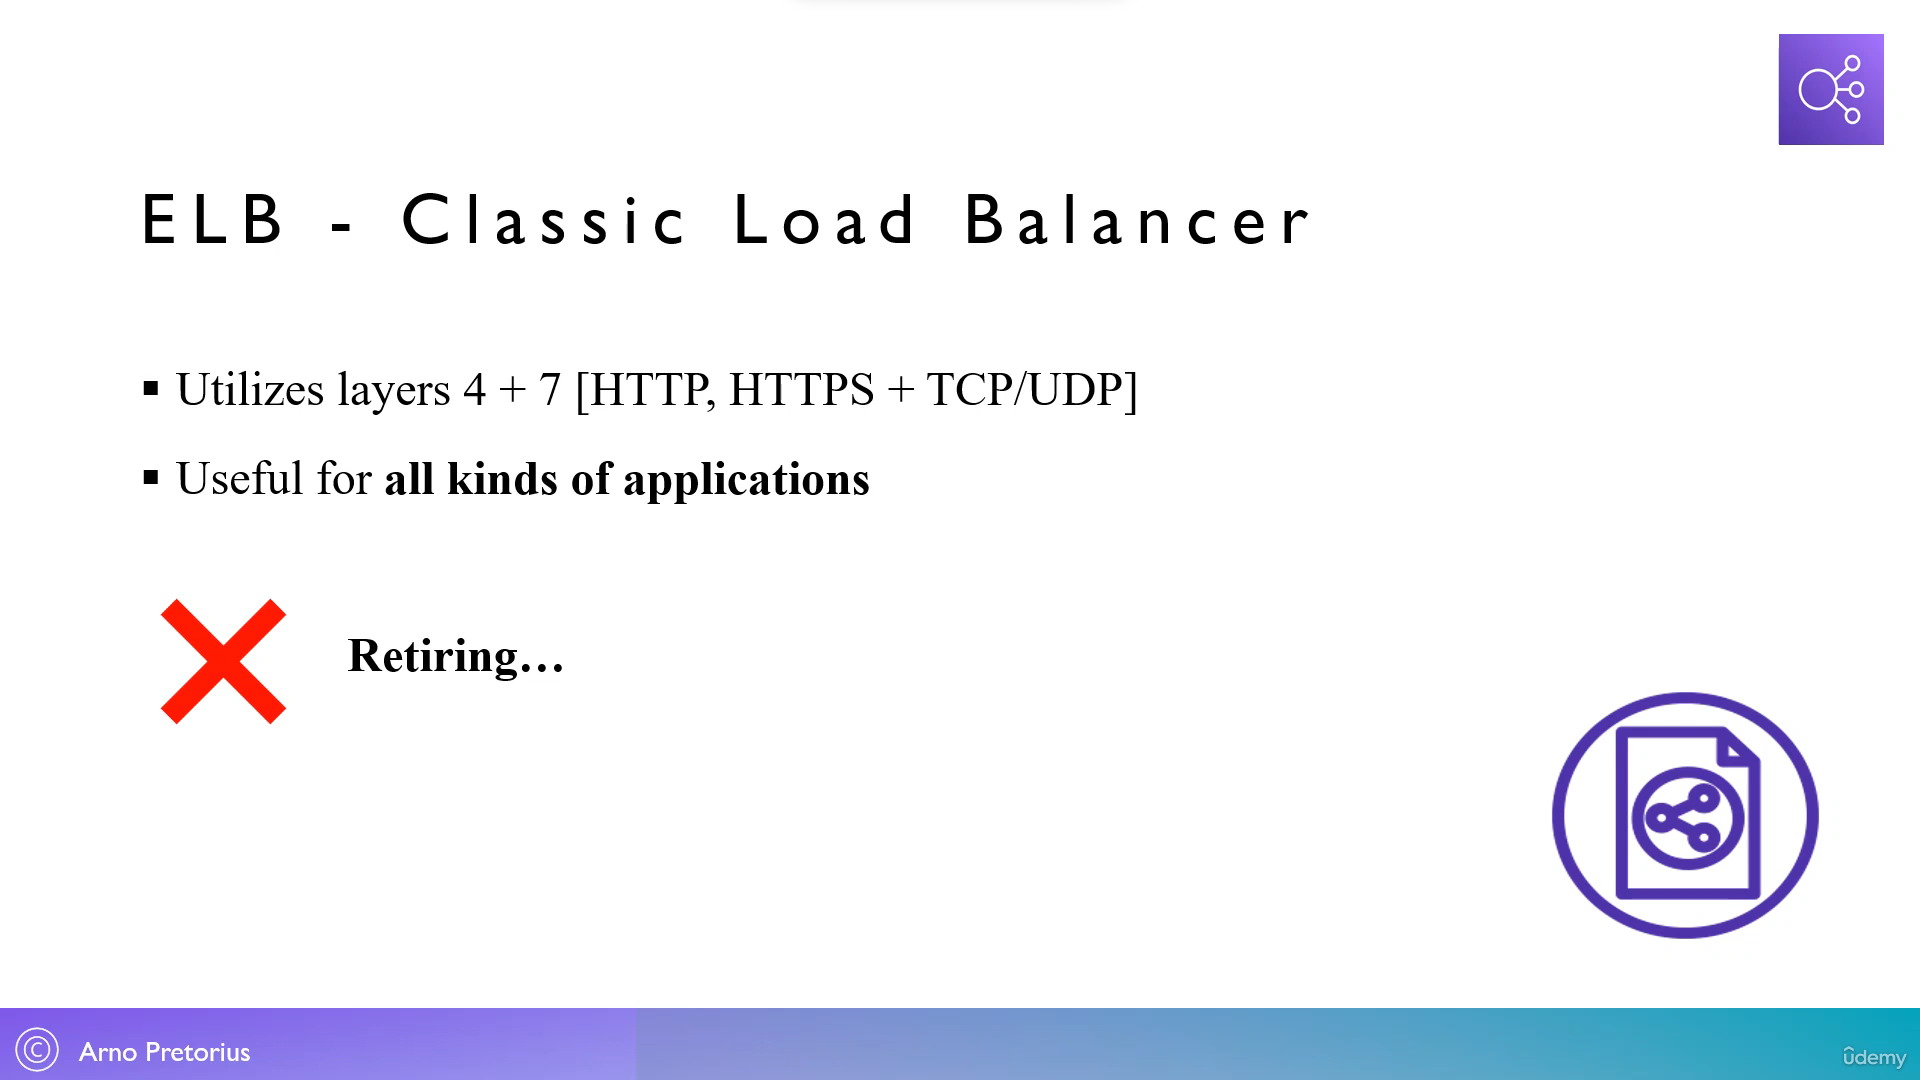 ELB - Classic Load Balancer
▪ Utilizes layers 4 + 7 [HTTP, HTTPS + TCP/UDP]
▪ Useful for all kinds of applications
Retiring…
© Arno Pretorius
ûdemy